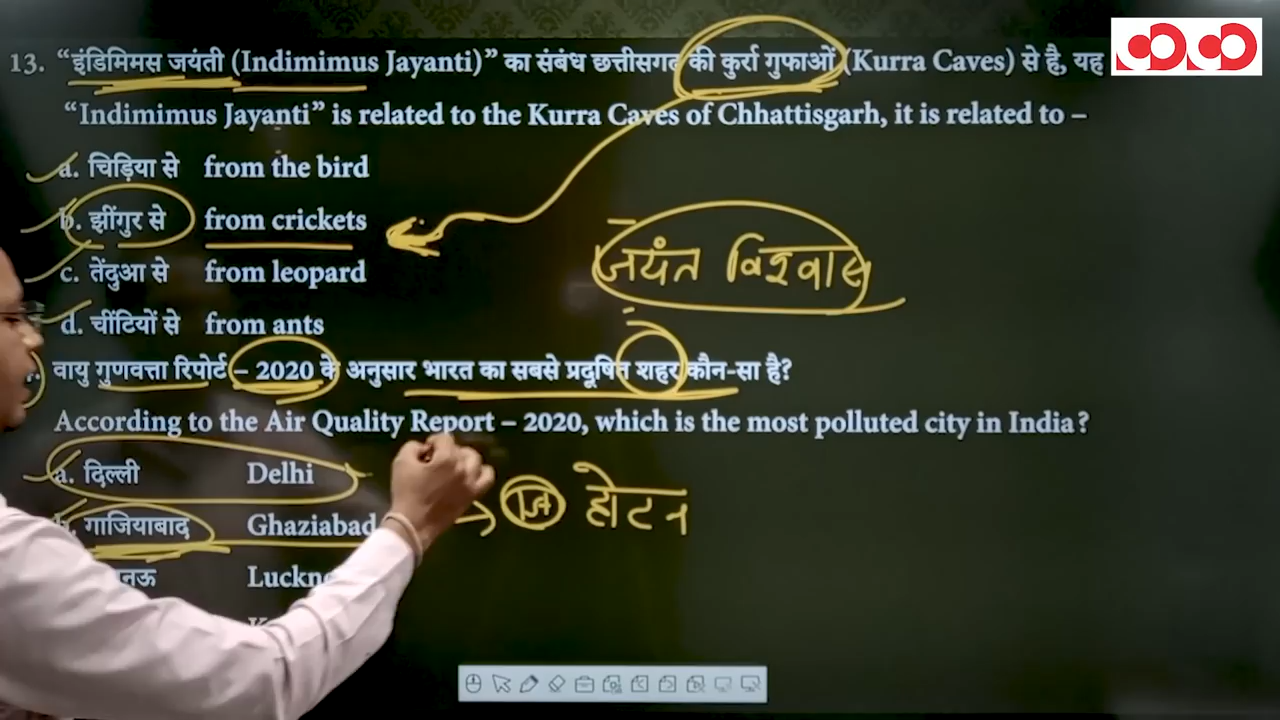 13. “इंडिमिमस जयंती (Indimimus Jayanti)” का संबंध छत्तीसगढ़ की कुर्रा गुफाओं (Kurra Caves) से है, यह
“Indimimus Jayanti” is related to the Kurra Caves of Chhattisgarh, it is related to –
a. चिड़िया से from the bird
b. झींगुर से from crickets
c. तेंदुआ से from leopard
जयंत विश्वास
d. चींटियों से from ants
वायु गुणवत्ता रिपोर्ट – 2020 के अनुसार भारत का सबसे प्रदूषित शहर कौन-सा है?
According to the Air Quality Report – 2020, which is the most polluted city in India?
a. दिल्ली Delhi
गाजियाबाद Ghaziabad
1st होटन